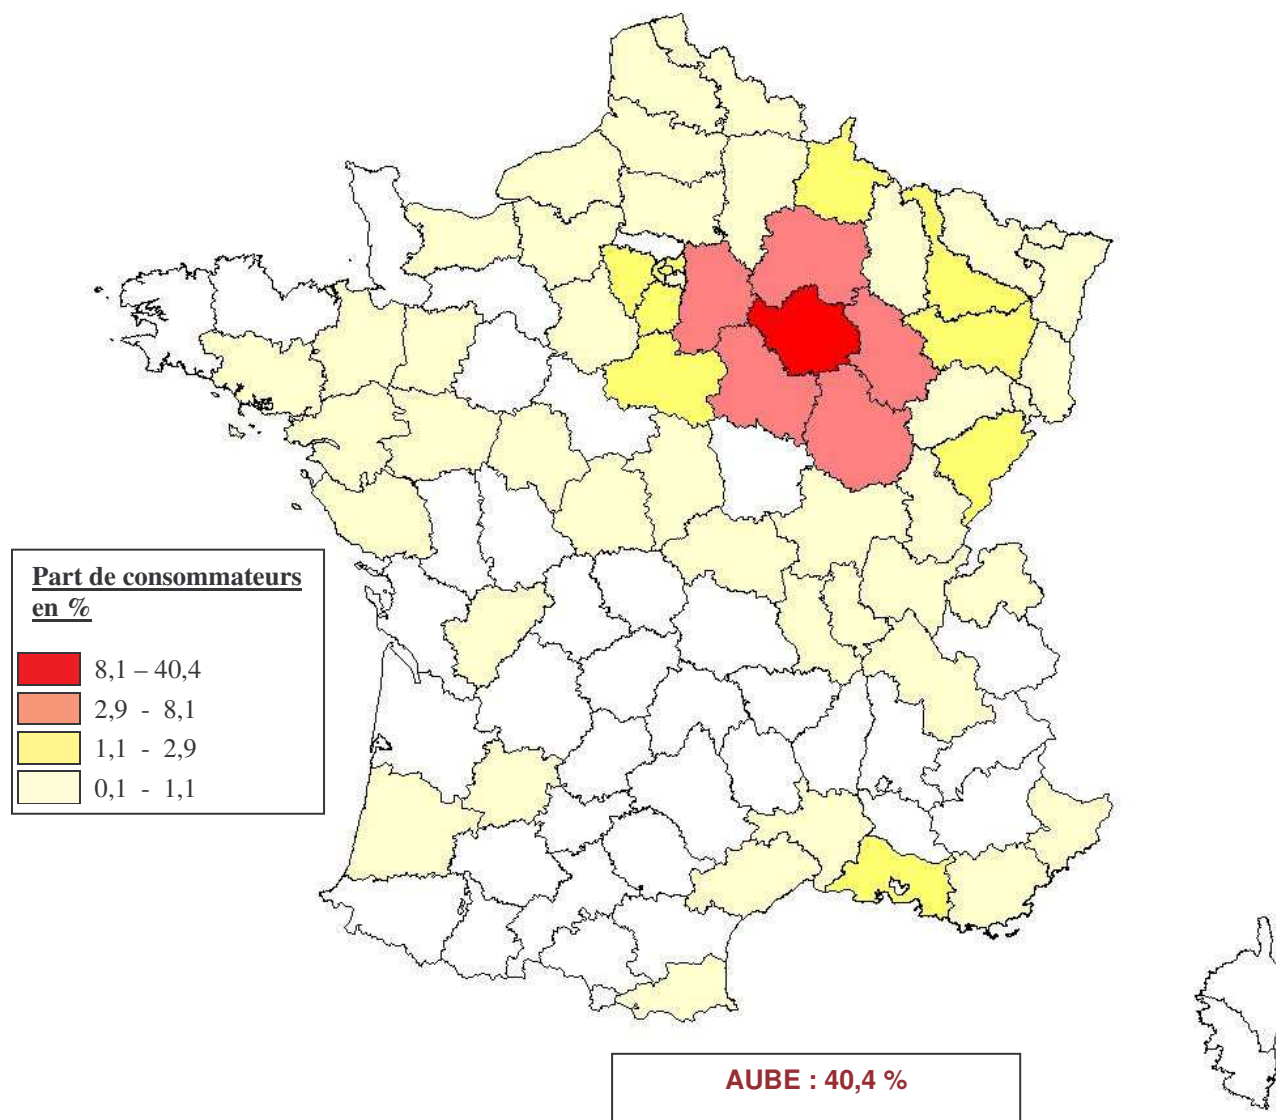 Part de consommateurs
en %
8,1 – 40,4
2,9 - 8,1
1,1 - 2,9
0,1 - 1,1
AUBE : 40,4 %